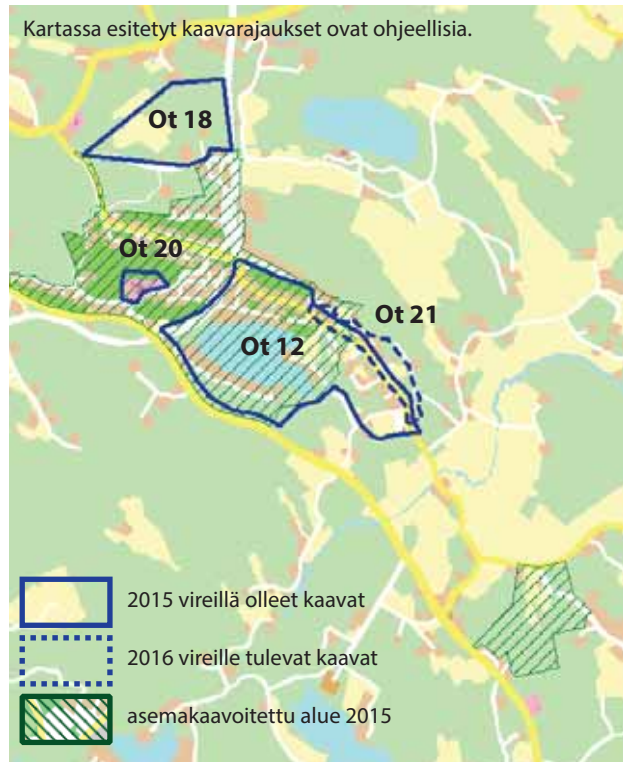 Kartassa esitetyt kaavarajaukset ovat ohjeellisia.
Ot 18
Ot 20
Ot 21
Ot 12
2015 vireillä olleet kaavat
2016 vireille tulevat kaavat
asemakaavoitettu alue 2015